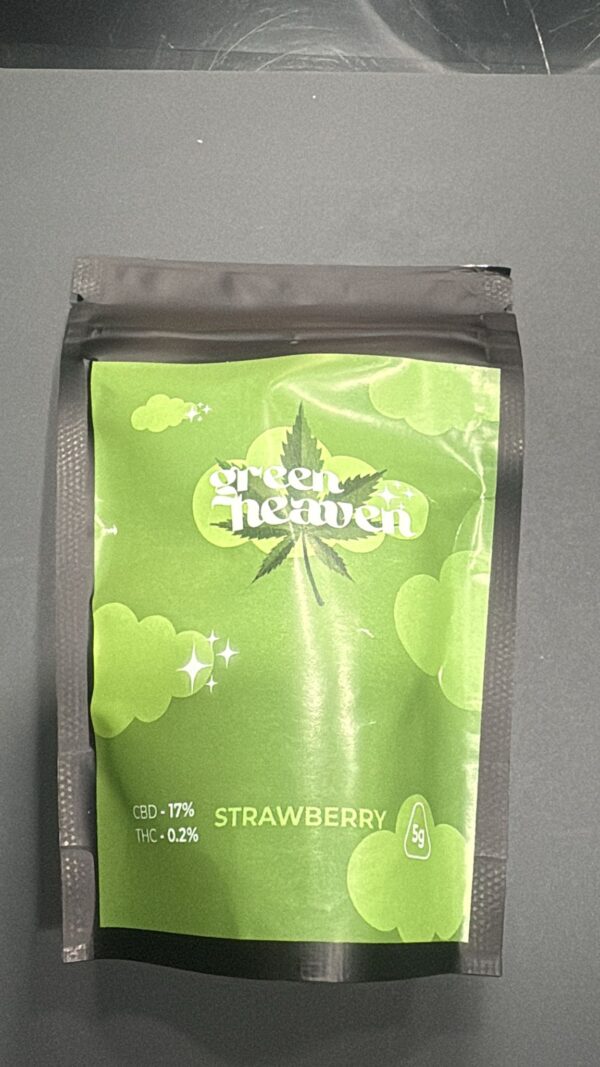 green
heaven
CBD - 17%
THC - 0.2%
STRAWBERRY
5g